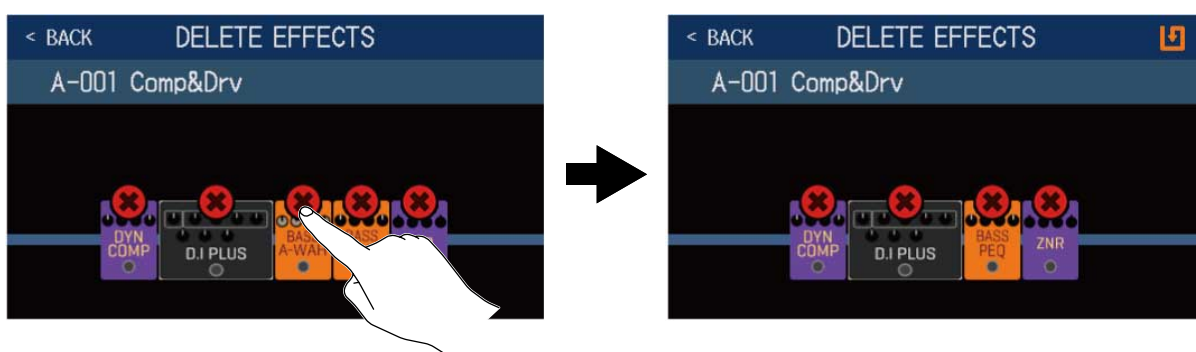 < BACK DELETE EFFECTS
A-001 Comp&Drv
DYN
COMP
D.I PLUS
BASS
A-WAH
BASS
< BACK DELETE EFFECTS
A-001 Comp&Drv
DYN
COMP
D.I PLUS
BASS
PEQ
ZNR